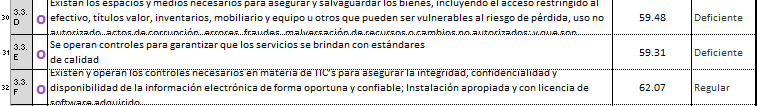 Existan los espacios y medios necesarios para asegurar y salvaguardar los bienes, incluyendo el acceso restringido al
30 3.3. D O efectivo, títulos valor, inventarios, mobiliario y equipo u otros que pueden ser vulnerables al riesgo de pérdida, uso no 59.48 Deficiente
autorizado, actos de corrupción, errores, fraudes, malversación de recursos o cambios no autorizados; y que son
Se operan controles para garantizar que los servicios se brindan con estándares
31 3.3. E O de calidad 59.31 Deficiente
Existen y operan los controles necesarios en materia de TIC's para asegurar la integridad, confidencialidad y
32 3.3. F O disponibilidad de la información electrónica de forma oportuna y confiable; Instalación apropiada y con licencia de 62.07 Regular
software adquirido